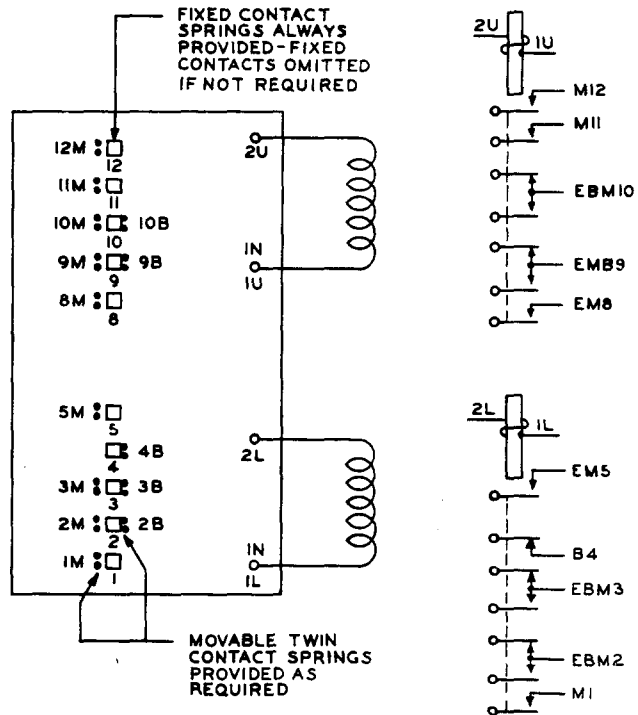 FIXED CONTACT
SPRINGS ALWAYS
PROVIDED-FIXED
CONTACTS OMITTED
IF NOT REQUIRED
12M
12
11M
11
10M 10B
10
9M 9B
9
8M
8
5M
5
4B
4
3M 3B
3
2M 2B
2
1M
1
2U
1N
1U
2L
1N
1L
MOVABLE TWIN
CONTACT SPRINGS
PROVIDED AS
REQUIRED
2U 1U
M12
M11
EBM10
EMB9
EM8
2L 1L
EM5
B4
EBM3
EBM2
M1